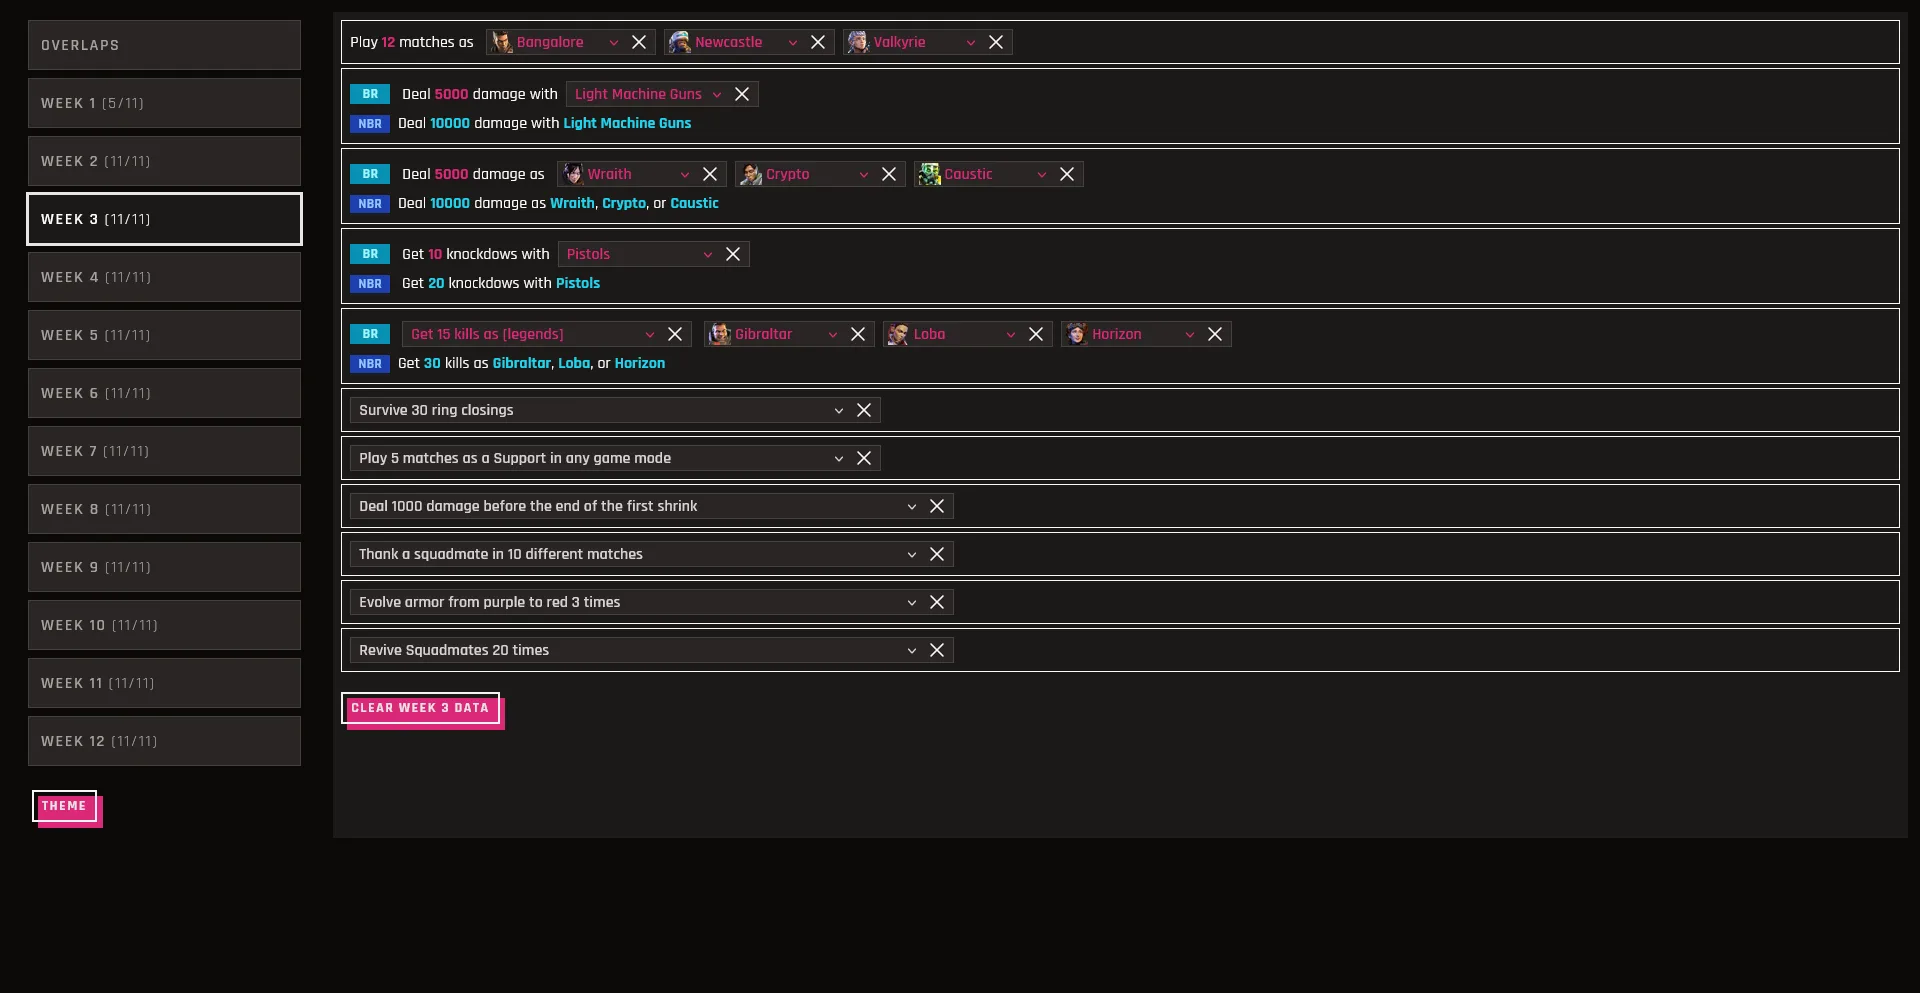 OVERLAPS
WEEK 1 (5/11)
WEEK 2 (11/11)
WEEK 3 (11/11)
WEEK 4 (11/11)
WEEK 5 (11/11)
WEEK 6 (11/11)
WEEK 7 (11/11)
WEEK 8 (11/11)
WEEK 9 (11/11)
WEEK 10 (11/11)
WEEK 11 (11/11)
WEEK 12 (11/11)
THEME
Play 12 matches as Bangalore Newcastle Valkyrie
BR Deal 5000 damage with Light Machine Guns
NBR Deal 10000 damage with Light Machine Guns
BR Deal 5000 damage as Wraith Crypto Caustic
NBR Deal 10000 damage as Wraith, Crypto, or Caustic
BR Get 10 knockdowns with Pistols
NBR Get 20 knockdowns with Pistols
BR Get 15 kills as [legends] Gibraltar Loba Horizon
NBR Get 30 kills as Gibraltar, Loba, or Horizon
Survive 30 ring closings
Play 5 matches as a Support in any game mode
Deal 1000 damage before the end of the first shrink
Thank a squadmate in 10 different matches
Evolve armor from purple to red 3 times
Revive Squadmates 20 times
CLEAR WEEK 3 DATA